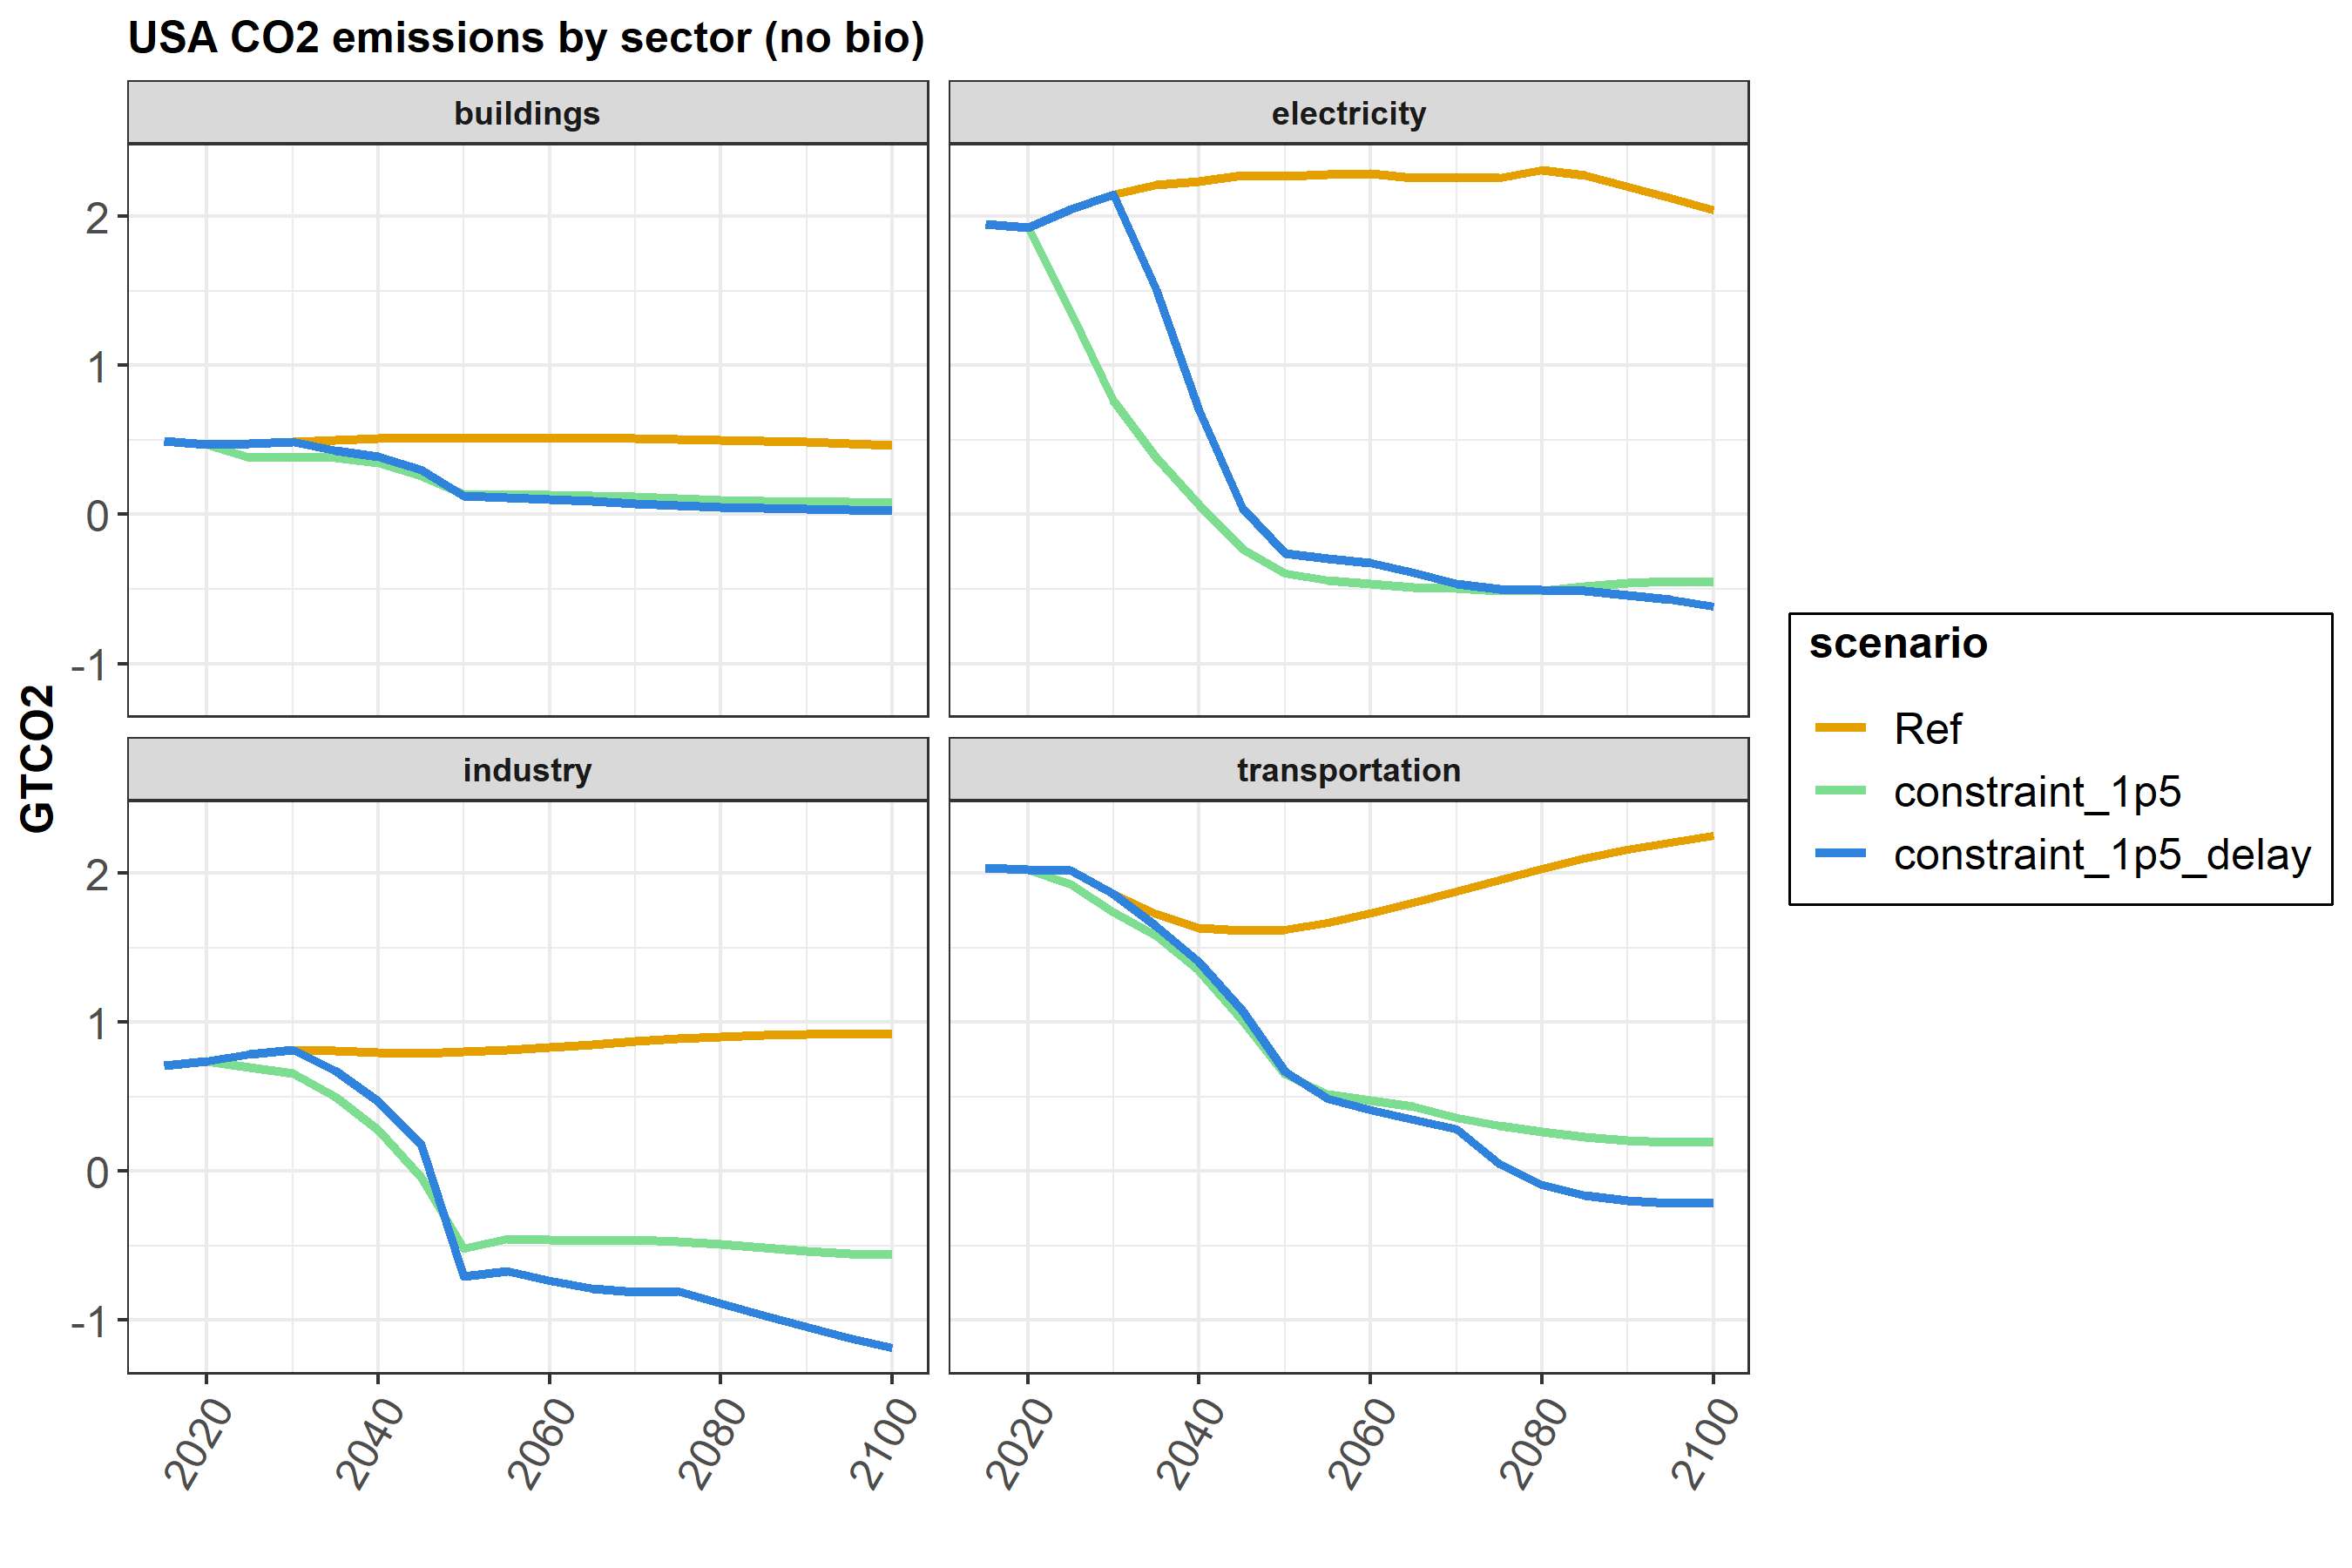 USA CO2 emissions by sector (no bio)
buildings
electricity
2
1
0
-1
GTCO2
industry
transportation
2
1
0
-1
2020
2040
2060
2080
2100
2020
2040
2060
2080
2100
scenario
Ref
constraint_1p5
constraint_1p5_delay